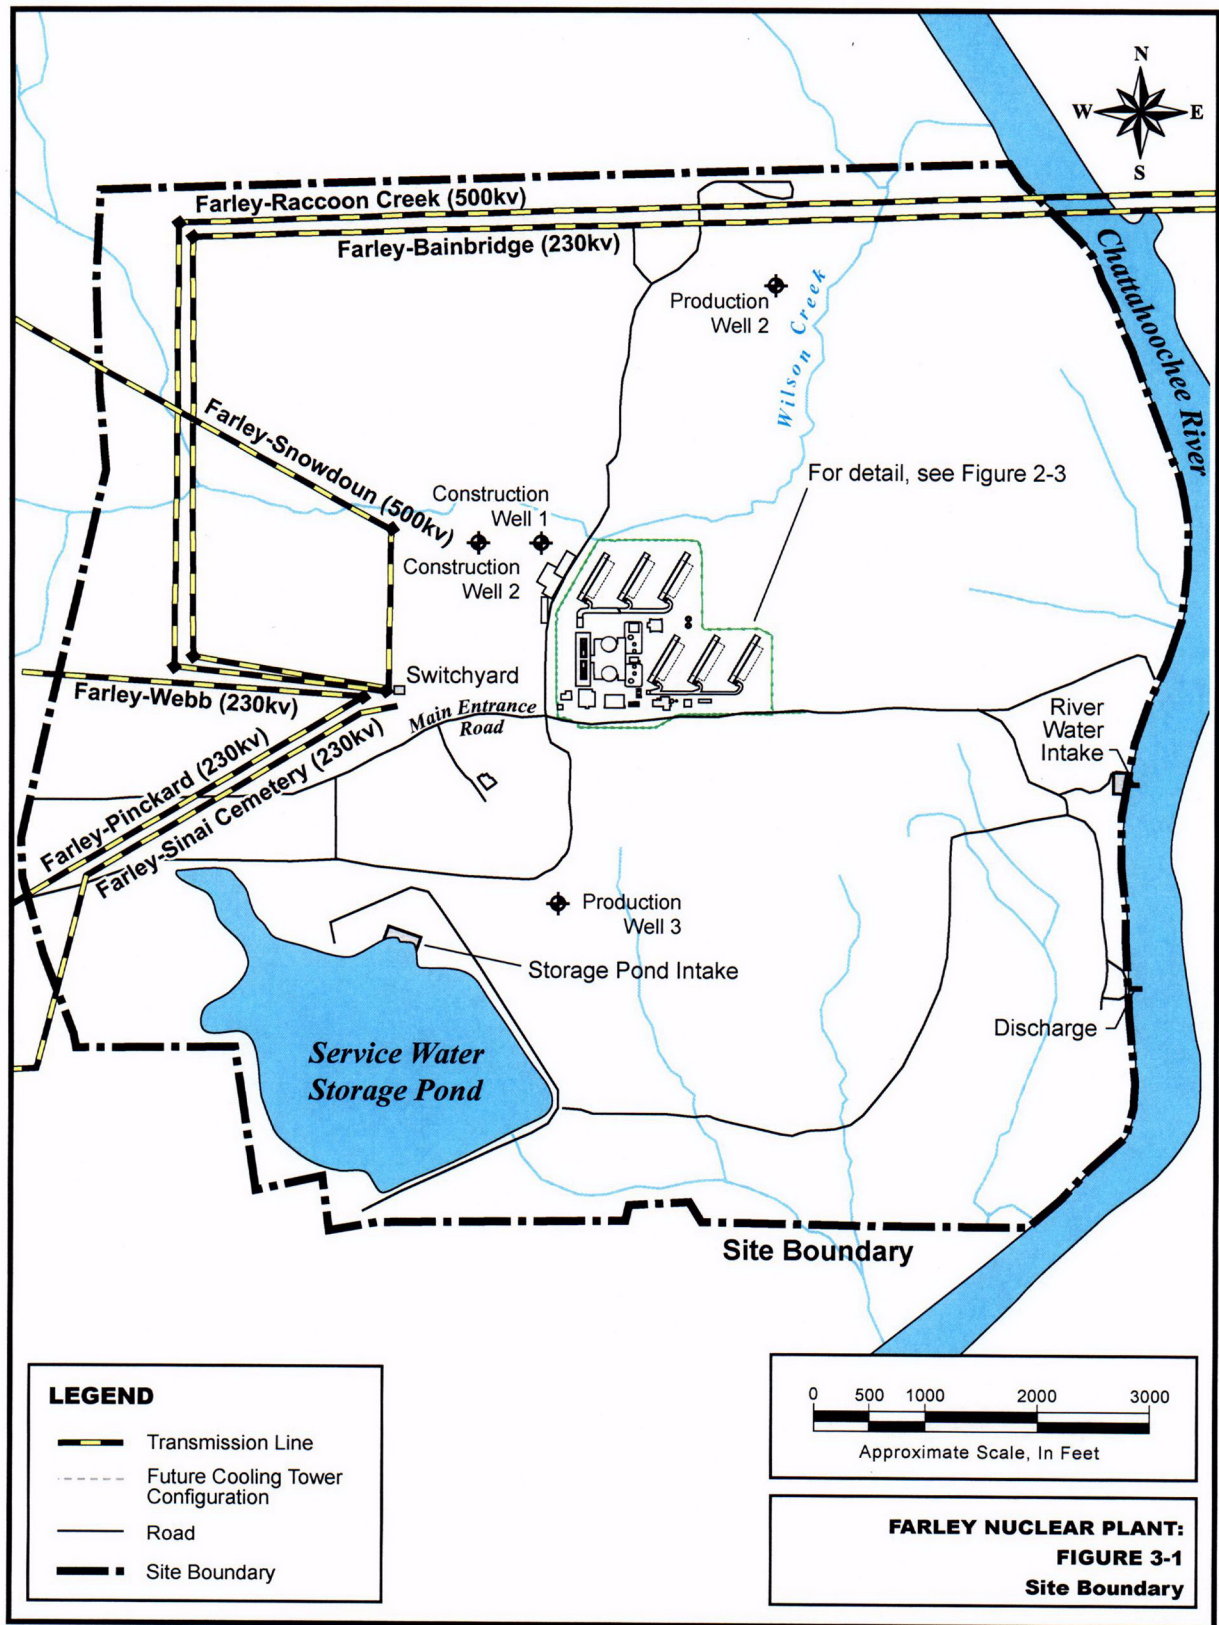 N
W E
S
Farley-Raccoon Creek (500kv)
Farley-Bainbridge (230kv)
Chattahoochee River
Production
Well 2
Wilson Creek
Farley-Snowdoun (500kv)
For detail, see Figure 2-3
Construction
Well 1
Construction
Well 2
Switchyard
Farley-Webb (230kv)
Main Entrance
Road
River
Water
Intake
Farley-Pinckard (230kv)
Farley-Sinai Cemetery (230kv)
Production
Well 3
Storage Pond Intake
Discharge
Service Water
Storage Pond
Site Boundary
LEGEND
Transmission Line
Future Cooling Tower
Configuration
Road
Site Boundary
0 500 1000 2000 3000
Approximate Scale, In Feet
FARLEY NUCLEAR PLANT:
FIGURE 3-1
Site Boundary